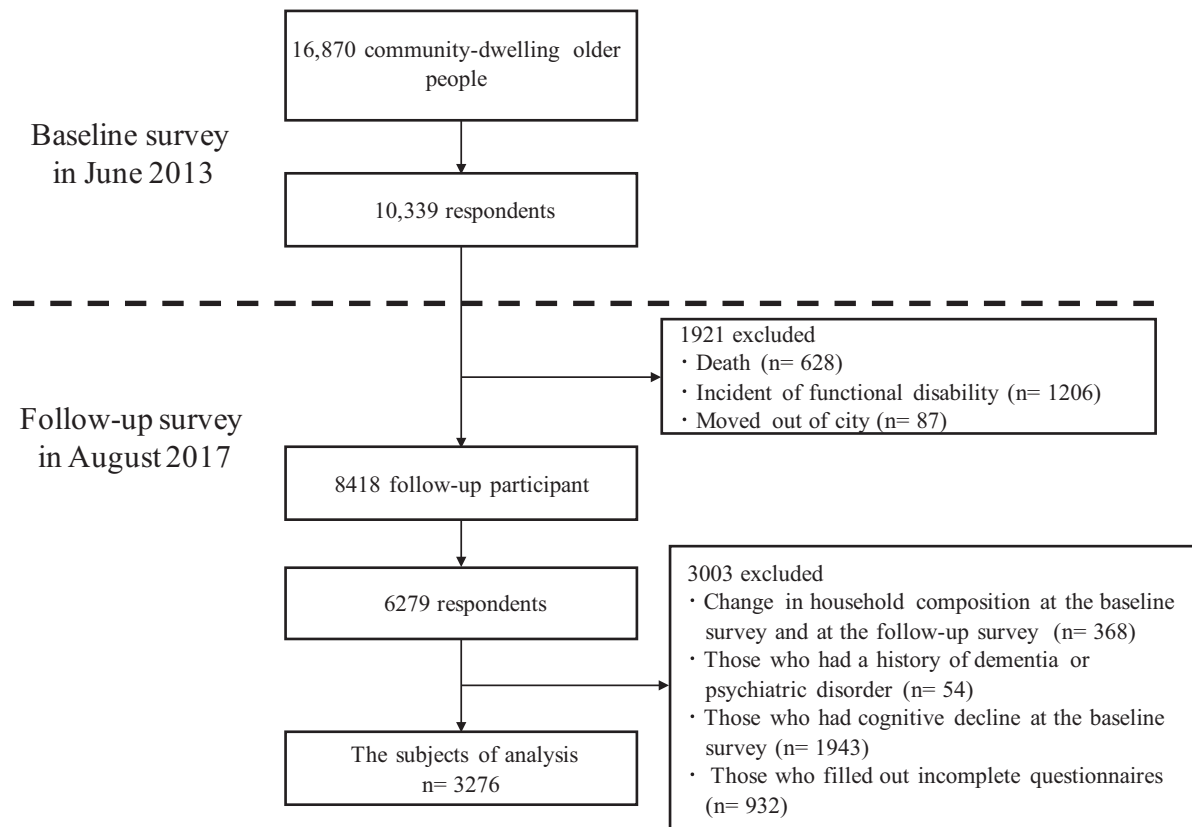 16,870 community-dwelling older
people
Baseline survey
in June 2013
10,339 respondents
1921 excluded
・Death (n= 628)
・Incident of functional disability (n= 1206)
・Moved out of city (n= 87)
Follow-up survey
in August 2017
8418 follow-up participant
6279 respondents
3003 excluded
・Change in household composition at the baseline
survey and at the follow-up survey (n= 368)
・Those who had a history of dementia or
psychiatric disorder (n= 54)
・Those who had cognitive decline at the baseline
survey (n= 1943)
・Those who filled out incomplete questionnaires
(n= 932)
The subjects of analysis
n= 3276